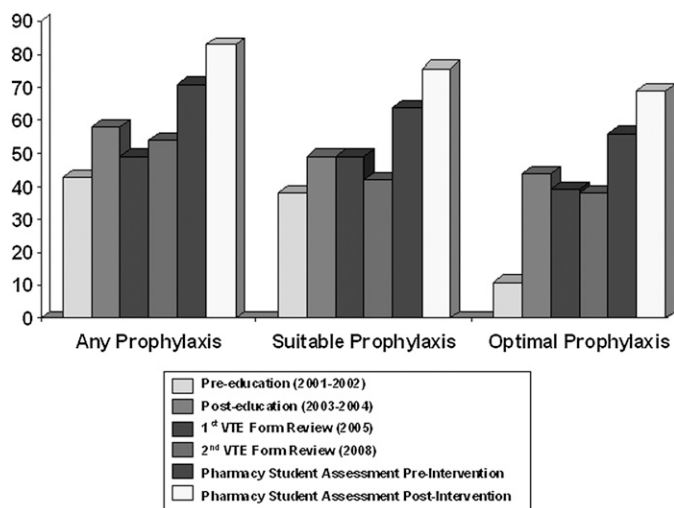 90
80
70
60
50
40
30
20
10
0
Any Prophylaxis Suitable Prophylaxis Optimal Prophylaxis
Pre-education (2001-2002)
Post-education (2003-2004)
1st VTE Form Review (2005)
2nd VTE Form Review (2008)
Pharmacy Student Assessment Pre-Intervention
Pharmacy Student Assessment Post-Intervention